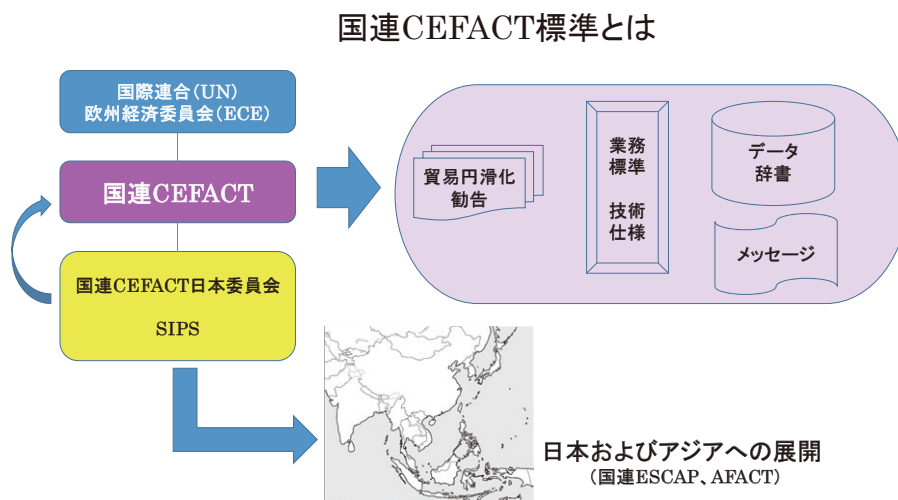 国連CEFACT標準とは
国際連合（UN）
欧州経済委員会（ECE）
国連CEFACT
国連CEFACT日本委員会
SIPS
貿易円滑化
勧告
業務
標準
技術
仕様
データ
辞書
メッセージ
日本およびアジアへの展開
（国連ESCAP、AFACT）